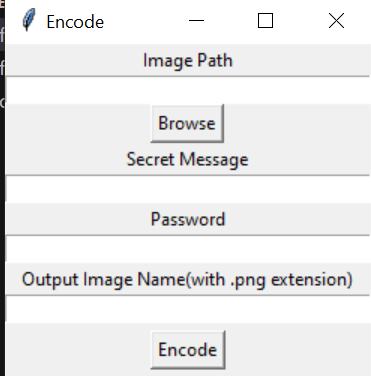 Encode
Image Path
Browse
Secret Message
Password
Output Image Name(with .png extension)
Encode